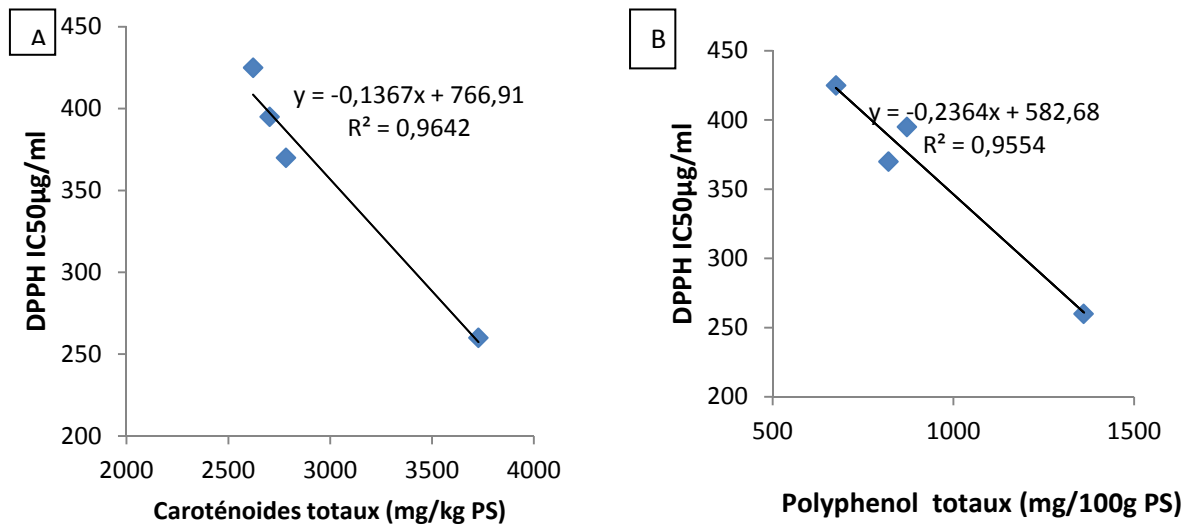 A
450
400
350
300
250
200
DPPH IC50µg/ml
y = -0,1367x + 766,91
R² = 0,9642
2000 2500 3000 3500 4000
Caroténoides totaux (mg/kg PS)
B
450
400
350
300
250
200
DPPH IC50µg/ml
y = -0,2364x + 582,68
R² = 0,9554
500 1000 1500
Polyphenol totaux (mg/100g PS)